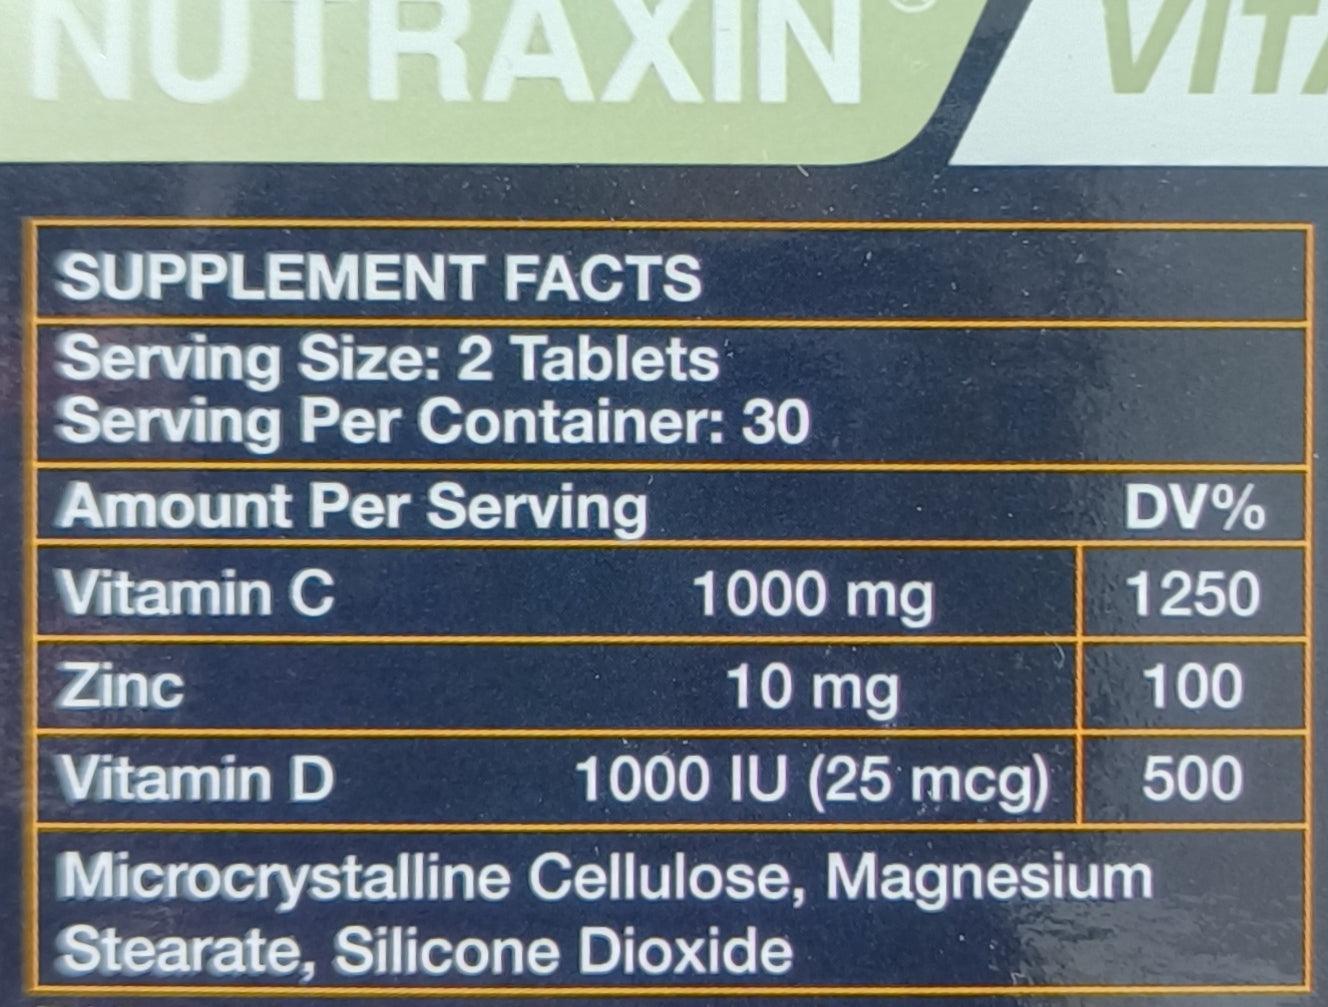 NUTRAXIN®
VITA
SUPPLEMENT FACTS
Serving Size: 2 Tablets
Serving Per Container: 30
Amount Per Serving DV%
Vitamin C 1000 mg 1250
Zinc 10 mg 100
Vitamin D 1000 IU (25 mcg) 500
Microcrystalline Cellulose, Magnesium
Stearate, Silicone Dioxide